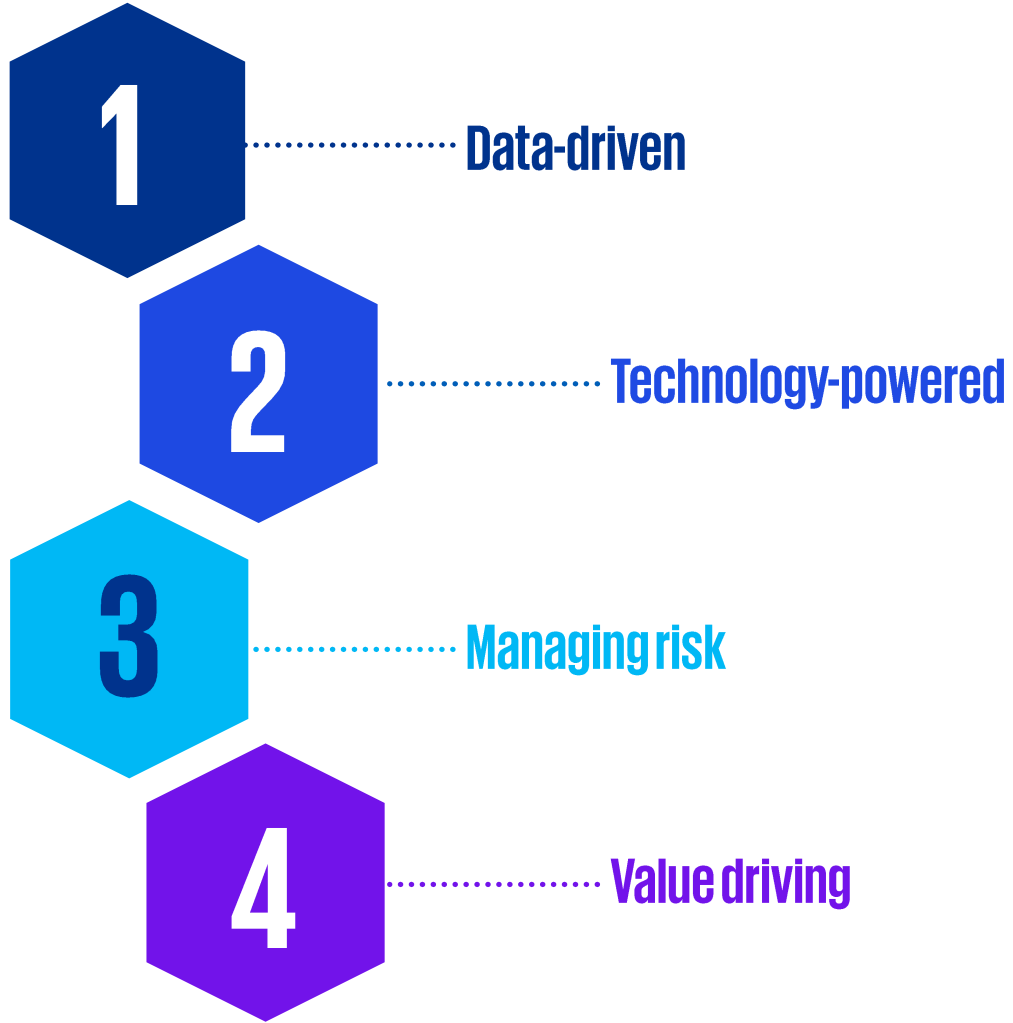 1
Data-driven
2
Technology-powered
3
Managing risk
4
Value driving